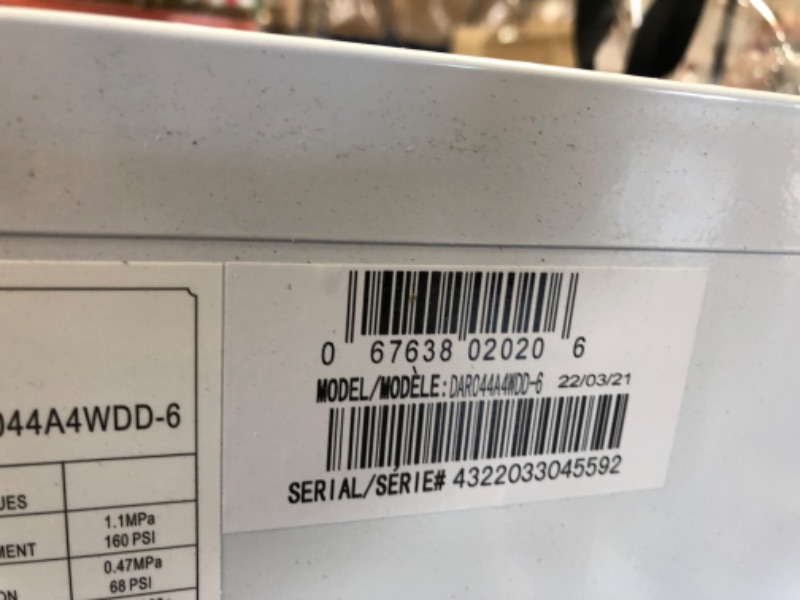 0 67638 02020 6
MODEL/MODÈLE: DAR044A4WDD-6 22/03/21
SERIAL/SÉRIE# 4322033045592
044A4WDD-6
UES
MENT
1.1MPa
160 PSI
ON
0.47MPa
68 PSI